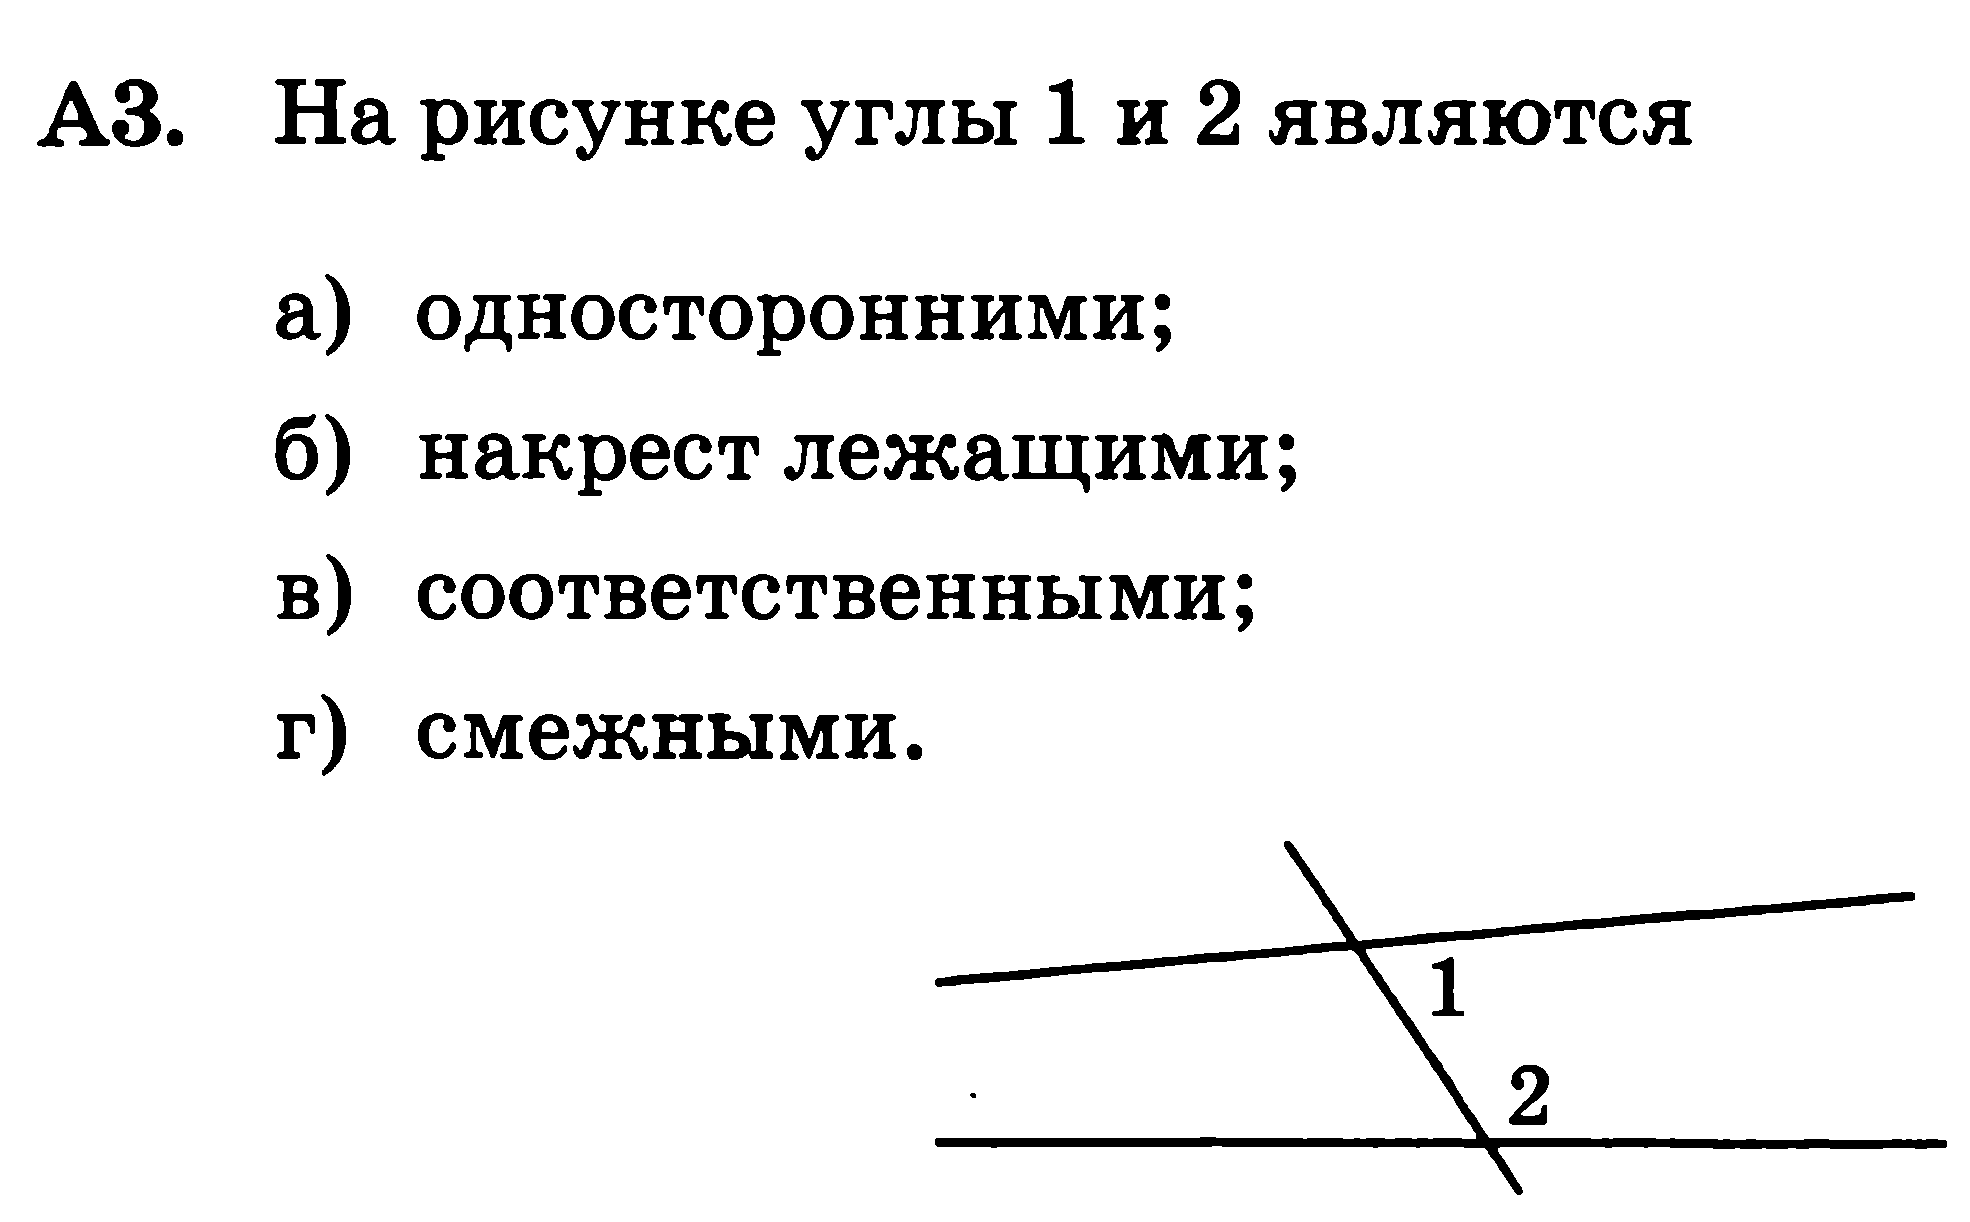 А3. На рисунке углы 1 и 2 являются
а) односторонними;
б) накрест лежащими;
в) соответственными;
г) смежными.
1
2